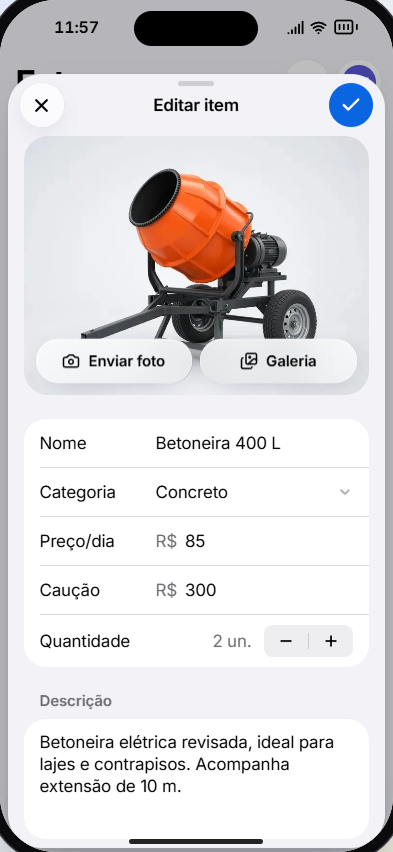 11:57
Editar item
Enviar foto
Galeria
Nome Betoneira 400 L
Categoria Concreto
Preço/dia R$ 85
Caução R$ 300
Quantidade 2 un. − +
Descrição
Betoneira elétrica revisada, ideal para
lajes e contrapisos. Acompanha
extensão de 10 m.